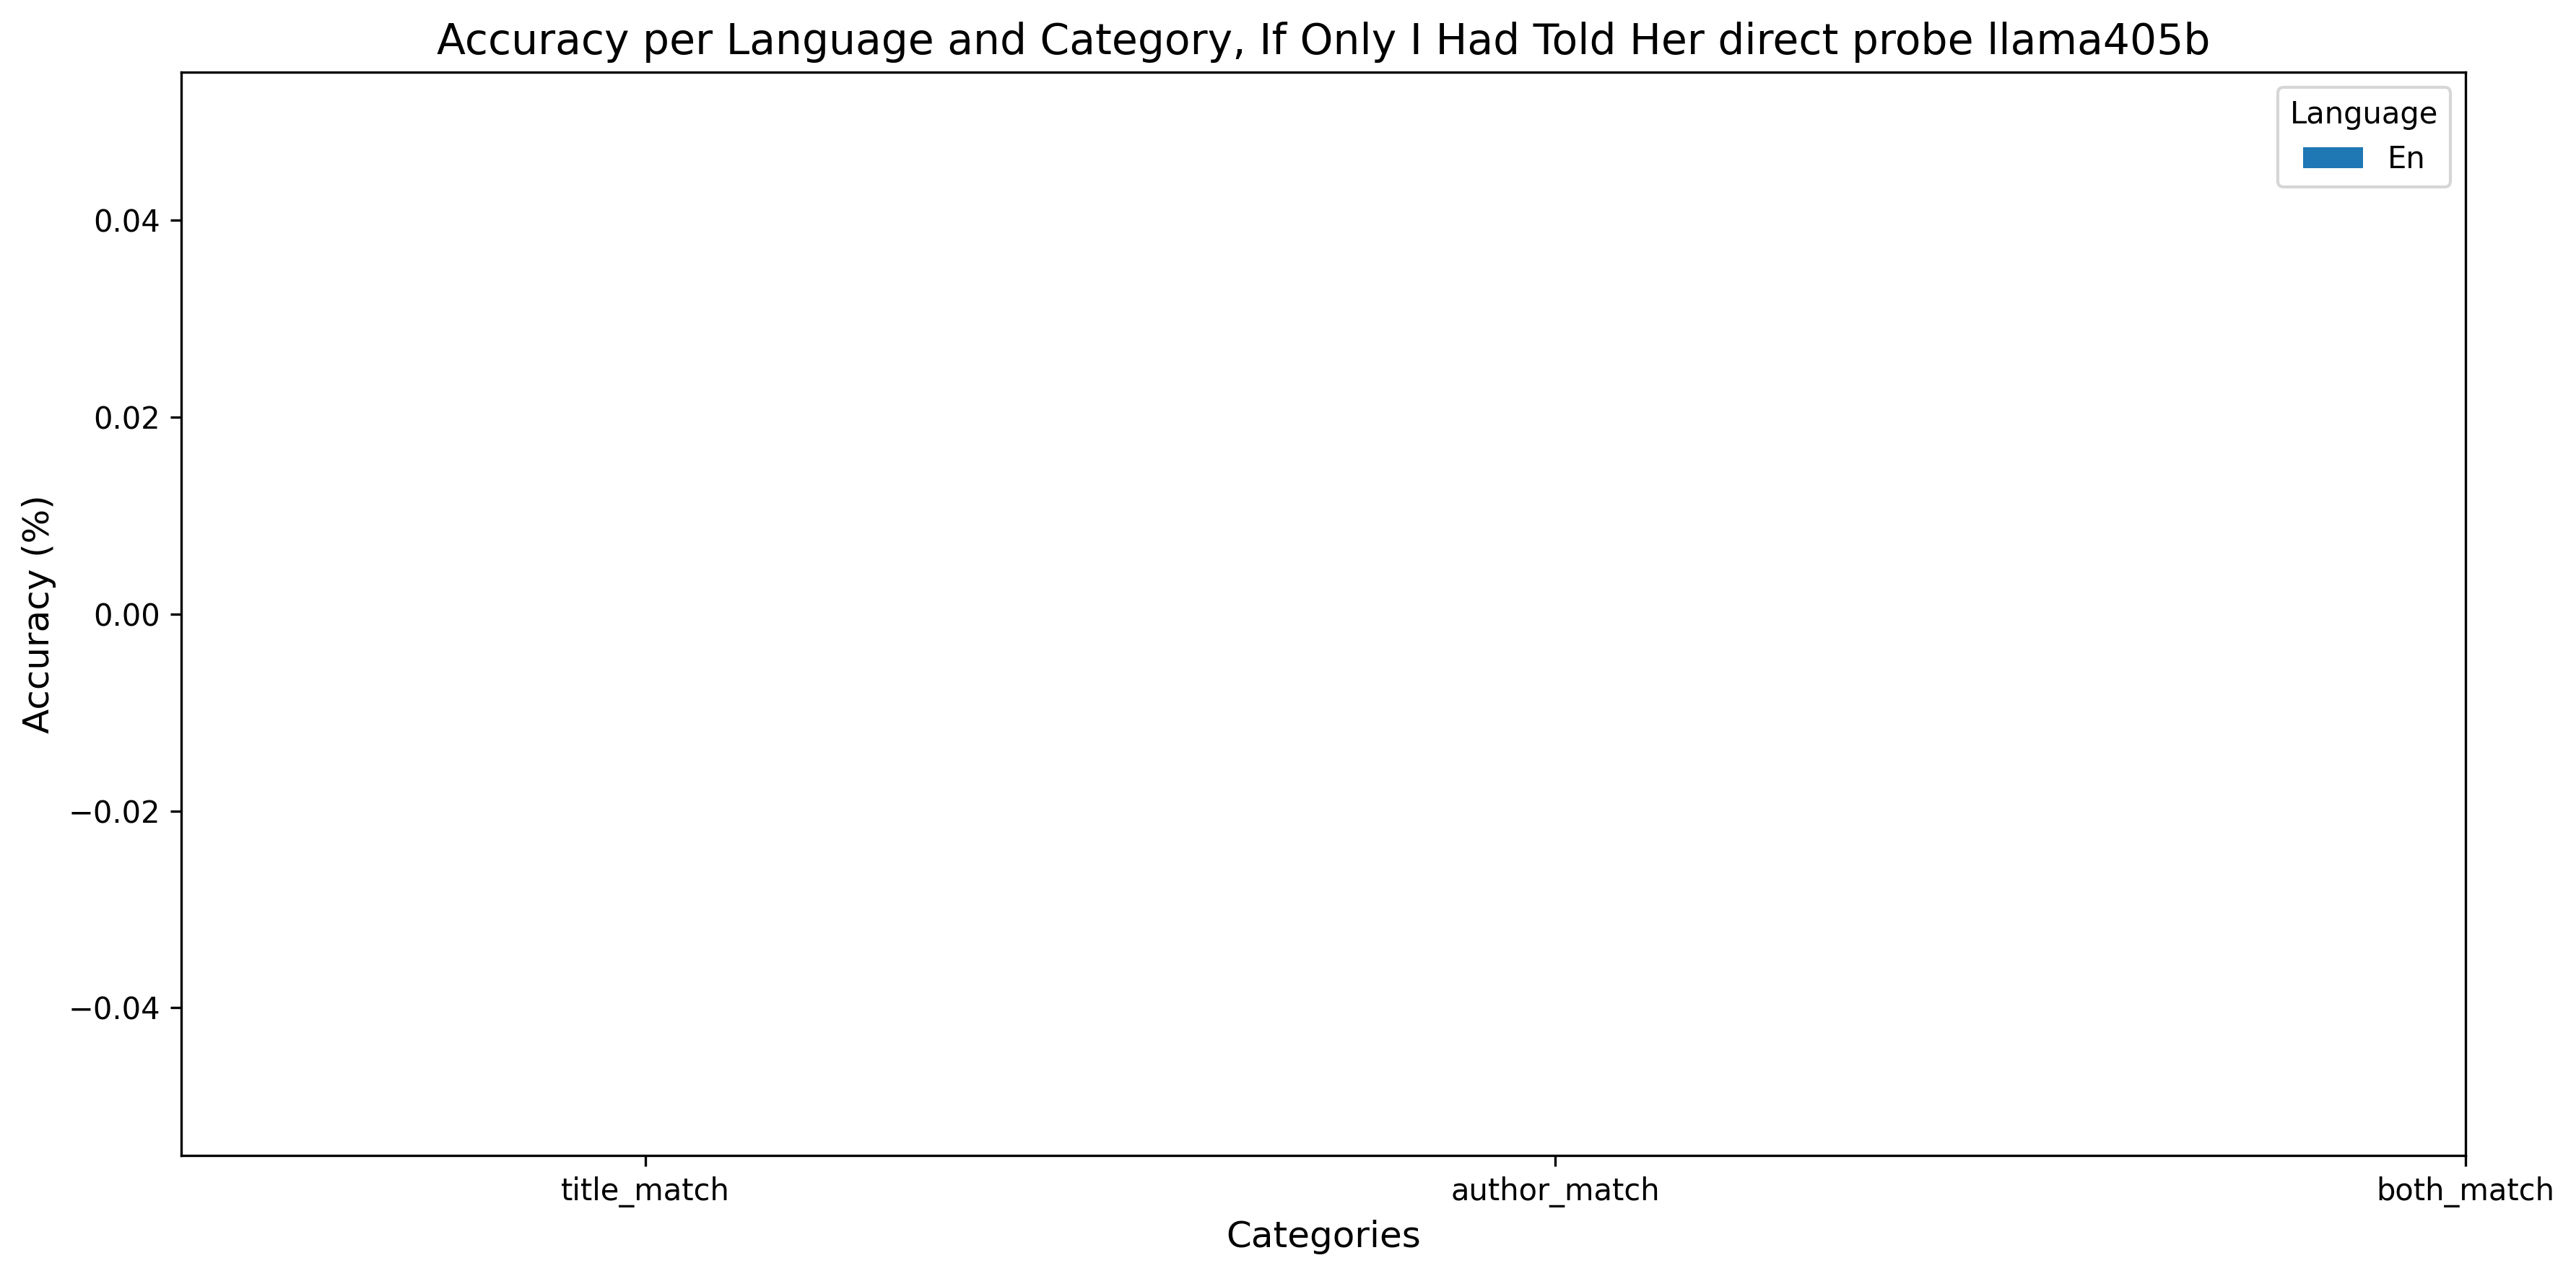 Accuracy per Language and Category, If Only I Had Told Her direct probe llama405b
Language
En
0.04
0.02
0.00
−0.02
−0.04
Accuracy (%)
title_match
author_match
both_match
Categories